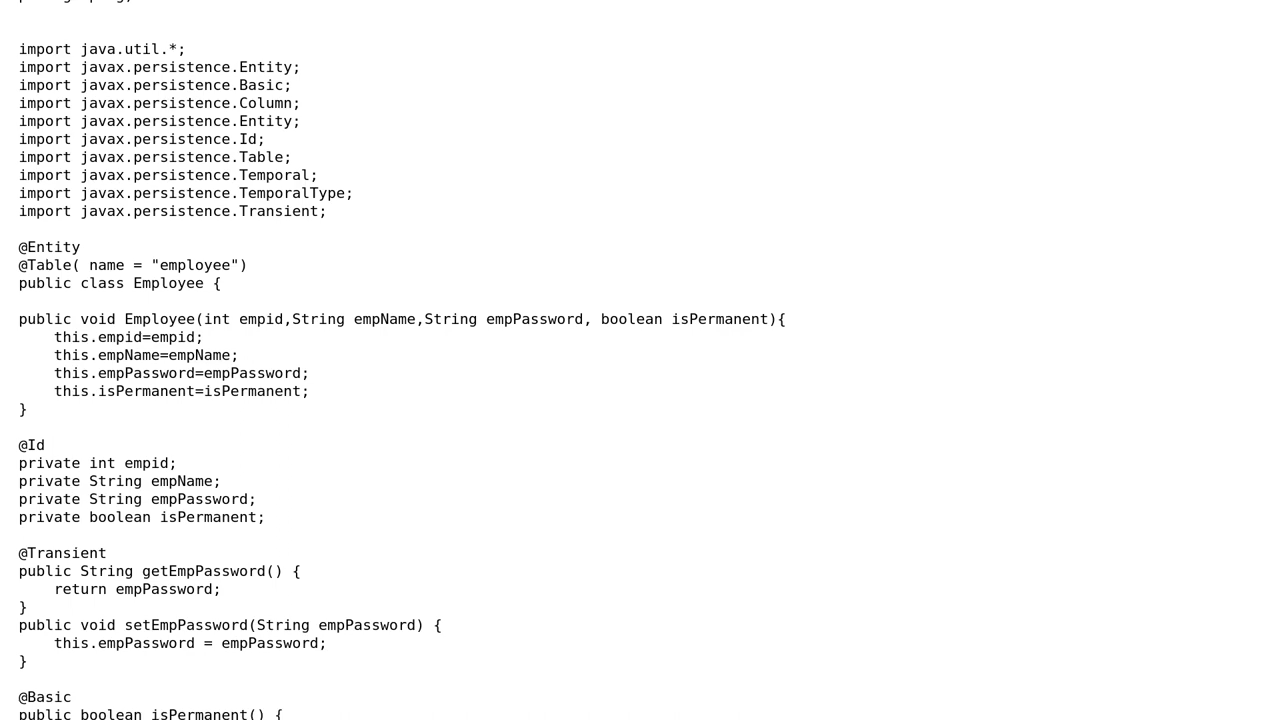 import java.util.*;
import javax.persistence.Entity;
import javax.persistence.Basic;
import javax.persistence.Column;
import javax.persistence.Entity;
import javax.persistence.Id;
import javax.persistence.Table;
import javax.persistence.Temporal;
import javax.persistence.TemporalType;
import javax.persistence.Transient;
@Entity
@Table( name = "employee")
public class Employee {
public void Employee(int empid,String empName,String empPassword, boolean isPermanent){
    this.empid=empid;
    this.empName=empName;
    this.empPassword=empPassword;
    this.isPermanent=isPermanent;
}
@Id
private int empid;
private String empName;
private String empPassword;
private boolean isPermanent;
@Transient
public String getEmpPassword() {
    return empPassword;
}
public void setEmpPassword(String empPassword) {
    this.empPassword = empPassword;
}
@Basic
public boolean isPermanent() {